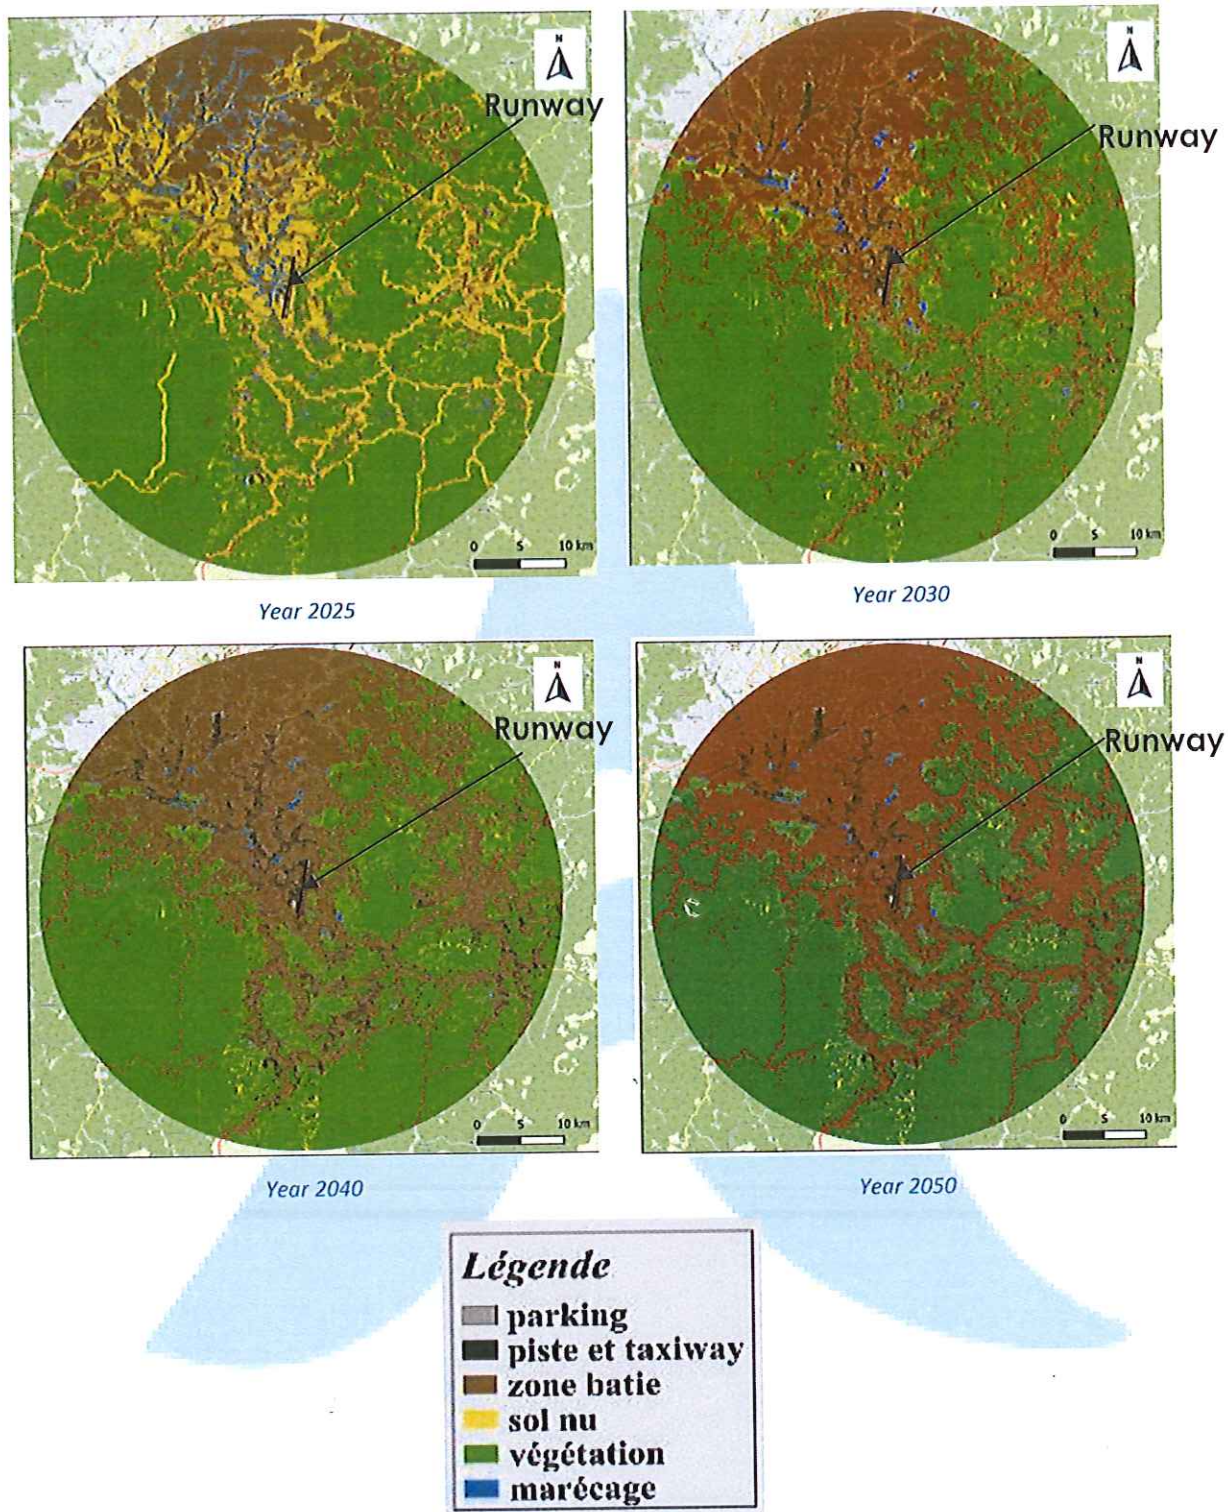 N
Runway
0 5 10 km
Year 2025
N
Runway
0 5 10 km
Year 2030
N
Runway
0 5 10 km
Year 2040
N
Runway
0 5 10 km
Year 2050
Légende
parking
piste et taxiway
zone batie
sol nu
végétation
marécage